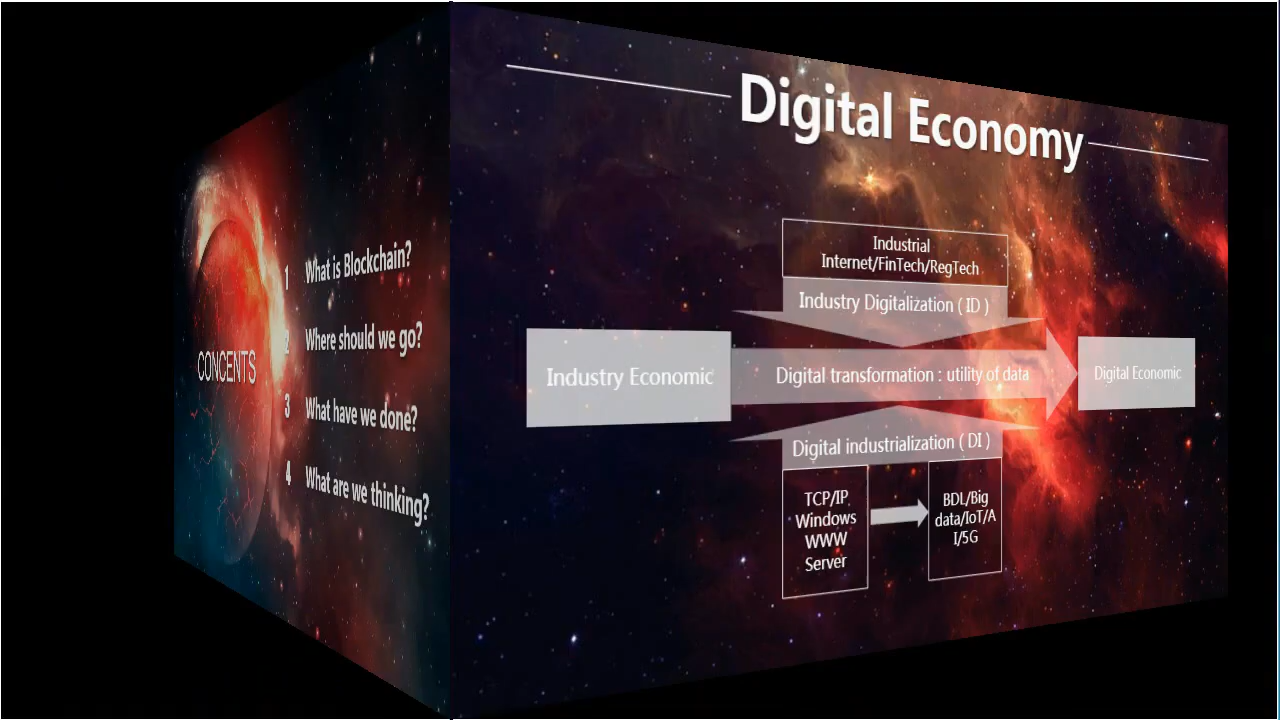 CONCENTS
1 What is Blockchain?
2 Where should we go?
3 What have we done?
4 What are we thinking?
Digital Economy
Industrial
Internet/FinTech/RegTech
Industry Digitalization ( ID )
Industry Economic
Digital transformation : utility of data
Digital Economic
Digital industrialization ( DI )
TCP/IP
Windows
WWW
Server
BDL/Big
data/IoT/A
I/5G